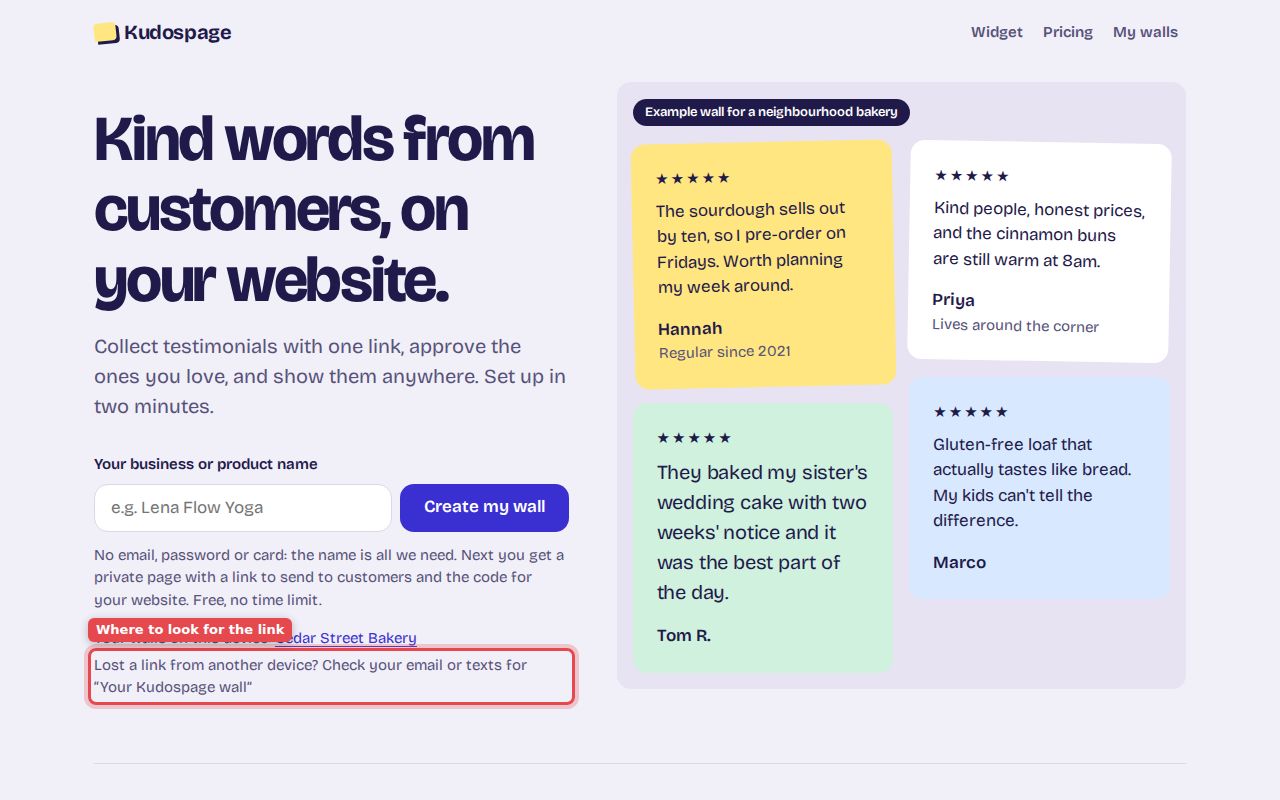 Kudospage
Widget
Pricing
My walls
Kind words from
customers, on
your website.
Collect testimonials with one link, approve the
ones you love, and show them anywhere. Set up in
two minutes.
Your business or product name
e.g. Lena Flow Yoga
Create my wall
No email, password or card: the name is all we need. Next you get a
private page with a link to send to customers and the code for
your website. Free, no time limit.
Where to look for the link
Cedar Street Bakery
Lost a link from another device? Check your email or texts for
“Your Kudospage wall”
Example wall for a neighbourhood bakery
★★★★★
The sourdough sells out
by ten, so I pre-order on
Fridays. Worth planning
my week around.
Hannah
Regular since 2021
★★★★★
They baked my sister's
wedding cake with two
weeks' notice and it
was the best part of
the day.
Tom R.
★★★★★
Kind people, honest prices,
and the cinnamon buns
are still warm at 8am.
Priya
Lives around the corner
★★★★★
Gluten-free loaf that
actually tastes like bread.
My kids can't tell the
difference.
Marco